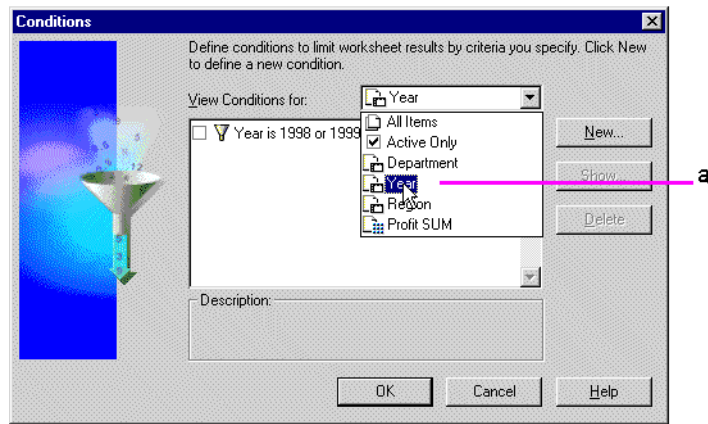 Conditions
Define conditions to limit worksheet results by criteria you specify. Click New
to define a new condition.
View Conditions for:
Year
Year is 1998 or 1999
All Items
Active Only
Department
Year
Region
Profit SUM
New...
Show...
Delete
a
Description:
OK
Cancel
Help